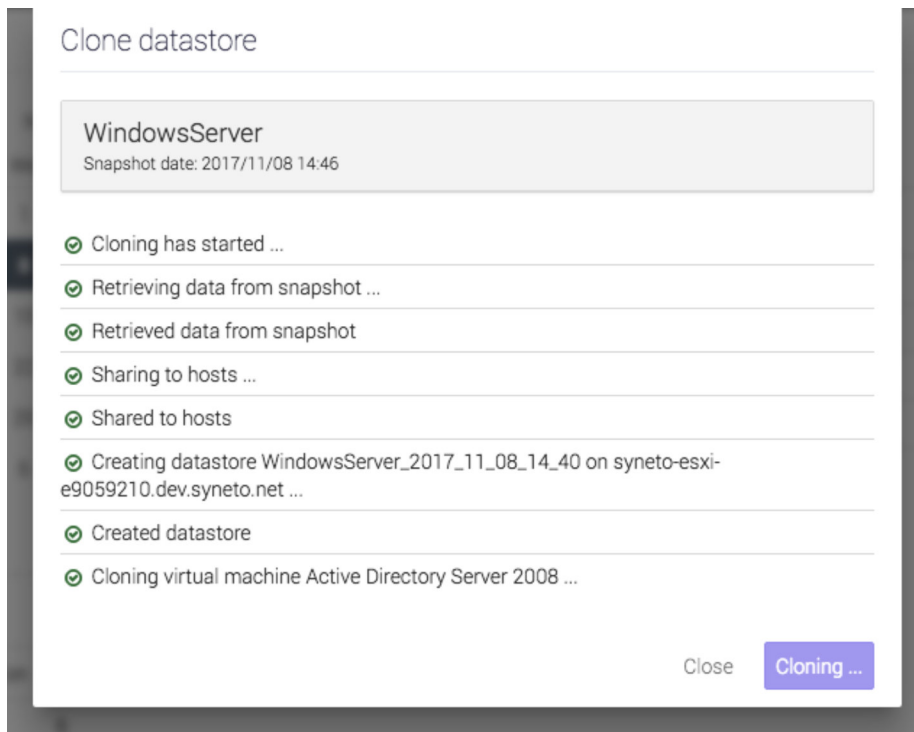 Clone datastore
WindowsServer
Snapshot date: 2017/11/08 14:46
Cloning has started ...
Retrieving data from snapshot ...
Retrieved data from snapshot
Sharing to hosts ...
Shared to hosts
Creating datastore WindowsServer_2017_11_08_14_40 on syneto-esxi-
e9059210.dev.syneto.net ...
Created datastore
Cloning virtual machine Active Directory Server 2008 ...
Close
Cloning ...